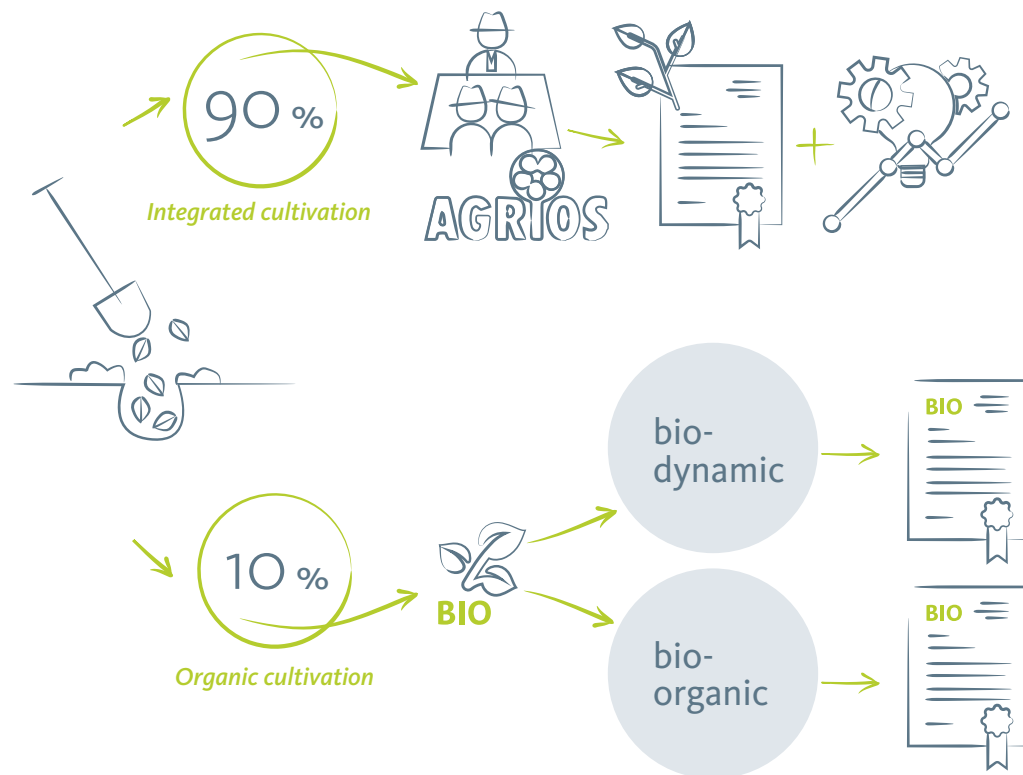 90 %
Integrated cultivation
AGRIOS
bio-
dynamic
BIO
10 %
Organic cultivation
BIO
bio-
organic
BIO